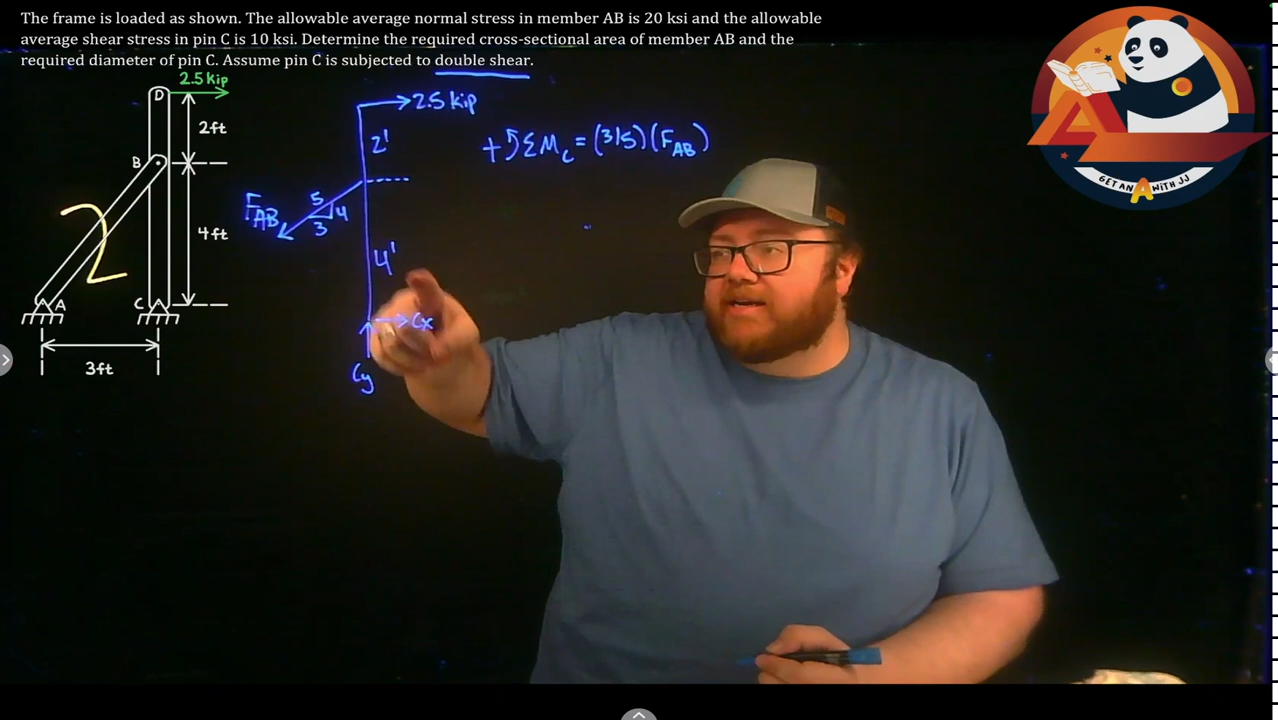 The frame is loaded as shown. The allowable average normal stress in member AB is 20 ksi and the allowable
average shear stress in pin C is 10 ksi. Determine the required cross-sectional area of member AB and the
required diameter of pin C. Assume pin C is subjected to double shear.
2.5 kip
D
2ft
B
4ft
2
A
C
3ft
2.5 kip
2'
F_AB
5
4
3
4'
Cx
Cy
+↺ΣM_C = (3/5)(F_AB)
GET AN A WITH JJ